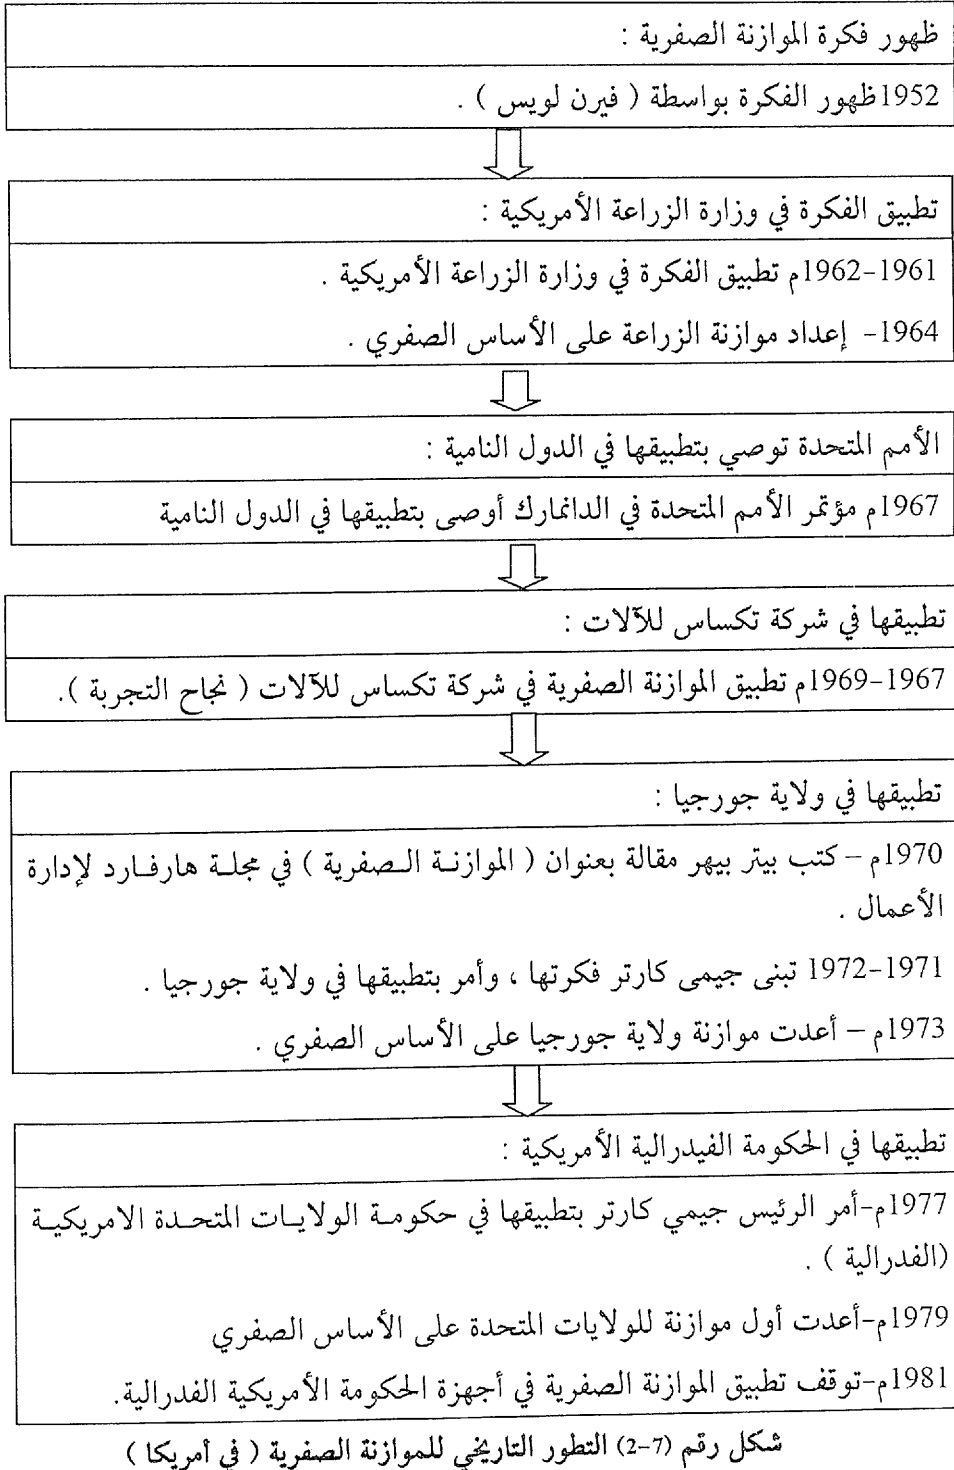 ظهور فكرة الموازنة الصفرية :
1952ظهور الفكرة بواسطة ( فيرن لويس ) .
تطبيق الفكرة في وزارة الزراعة الأمريكية :
1961-1962م تطبيق الفكرة في وزارة الزراعة الأمريكية .
1964- إعداد موازنة الزراعة على الأساس الصفري .
الأمم المتحدة توصي بتطبيقها في الدول النامية :
1967م مؤتمر الأمم المتحدة في الدانمارك أوصى بتطبيقها في الدول النامية
تطبيقها في شركة تكساس للآلات :
1967-1969م تطبيق الموازنة الصفرية في شركة تكساس للآلات ( نجاح التجربة ).
تطبيقها في ولاية جورجيا :
1970م – كتب بيتر بيهر مقالة بعنوان ( الموازنة الصفرية ) في مجلة هارفارد لإدارة
الأعمال .
1971-1972 تبنى جيمى كارتر فكرتها ، وأمر بتطبيقها في ولاية جورجيا .
1973م – أعدت موازنة ولاية جورجيا على الأساس الصفري .
تطبيقها في الحكومة الفيدرالية الأمريكية :
1977م-أمر الرئيس جيمي كارتر بتطبيقها في حكومة الولايات المتحدة الامريكية
(الفدرالية ) .
1979م-أعدت أول موازنة للولايات المتحدة على الأساس الصفري
1981م-توقف تطبيق الموازنة الصفرية في أجهزة الحكومة الأمريكية الفدرالية.
شكل رقم (7-2) التطور التاريخي للموازنة الصفرية ( في أمريكا )